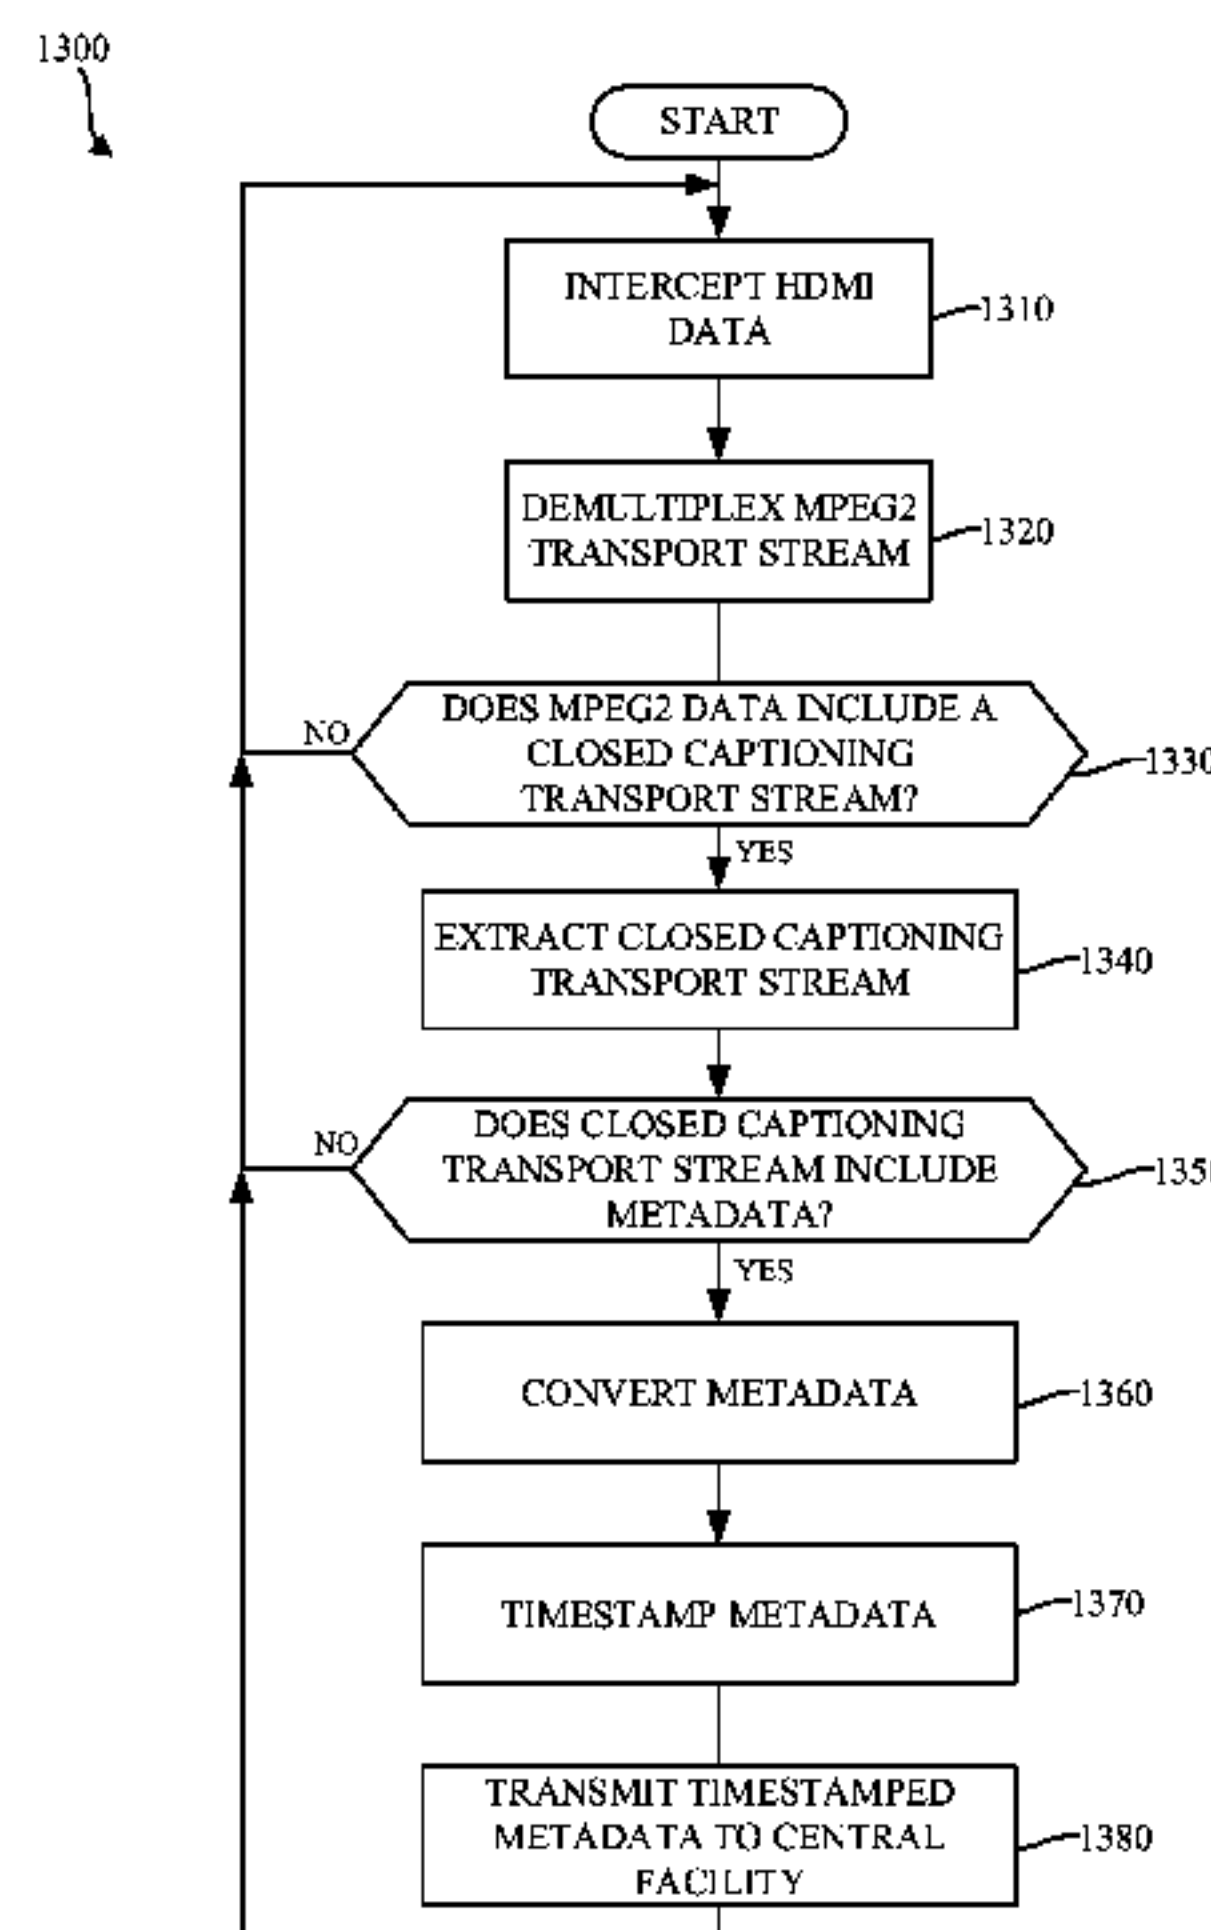 1300
START
INTERCEPT HDMI
DATA
1310
DEMULTIPLEX MPEG2
TRANSPORT STREAM
1320
DOES MPEG2 DATA INCLUDE A
CLOSED CAPTIONING
TRANSPORT STREAM?
NO
1330
YES
EXTRACT CLOSED CAPTIONING
TRANSPORT STREAM
1340
DOES CLOSED CAPTIONING
TRANSPORT STREAM INCLUDE
METADATA?
NO
1350
YES
CONVERT METADATA
1360
TIMESTAMP METADATA
1370
TRANSMIT TIMESTAMPED
METADATA TO CENTRAL
FACILITY
1380